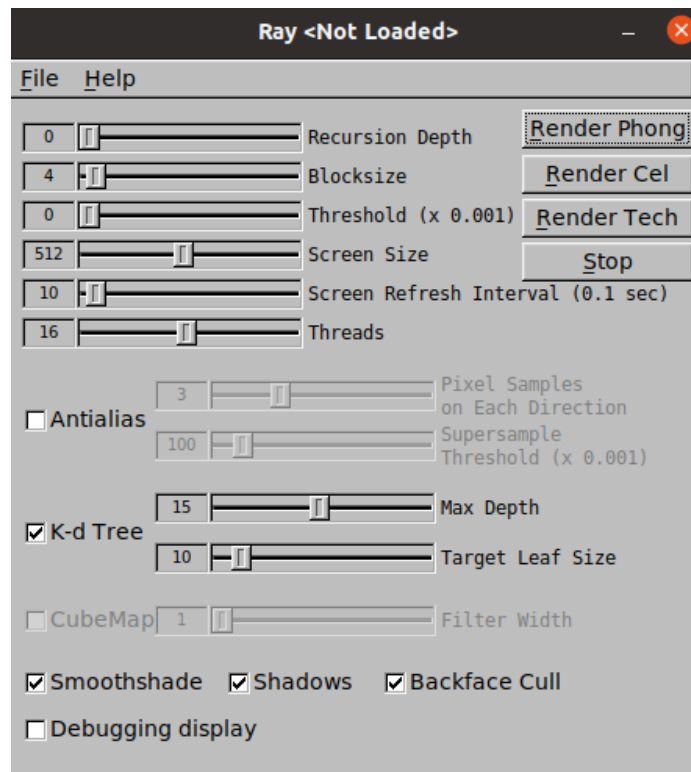 Ray <Not Loaded>
File Help
0 Recursion Depth Render Phong
4 Blocksize Render Cel
0 Threshold (x 0.001) Render Tech
512 Screen Size Stop
10 Screen Refresh Interval (0.1 sec)
16 Threads
Antialias
3 Pixel Samples
on Each Direction
100 Supersample
Threshold (x 0.001)
K-d Tree
15 Max Depth
10 Target Leaf Size
CubeMap 1 Filter Width
Smoothshade Shadows Backface Cull
Debugging display